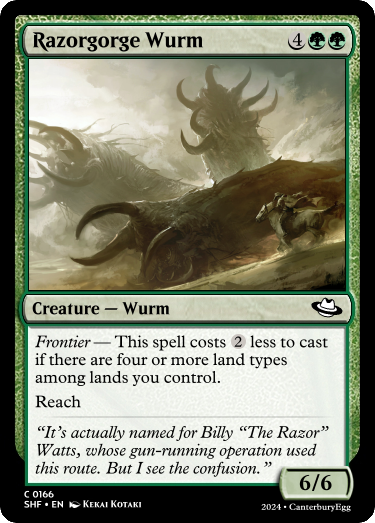 Razorgorge Wurm 4
Creature — Wurm
Frontier — This spell costs 2 less to cast
if there are four or more land types
among lands you control.
Reach
“It’s actually named for Billy “The Razor”
Watts, whose gun-running operation used
this route. But I see the confusion.”
6/6
C 0166
SHF • EN Kekai Kotaki
2024 • CanterburyEgg